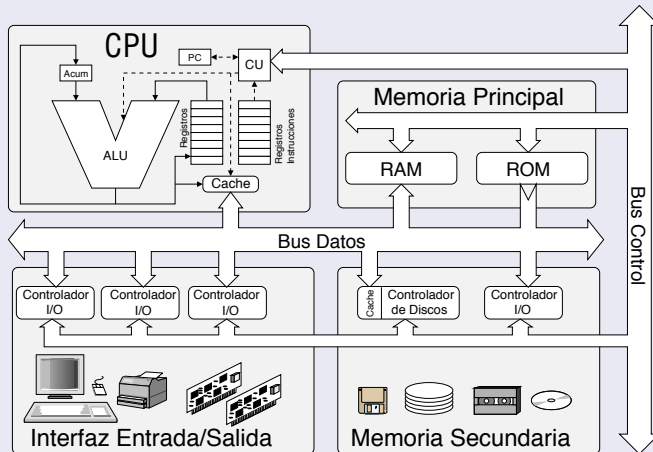 CPU
PC
CU
Acum
ALU
Registros
Registros
Instrucciones
Cache
Memoria Principal
RAM
ROM
Bus Datos
Bus Control
Controlador
I/O
Controlador
I/O
Controlador
I/O
Cache
Controlador
de Discos
Controlador
I/O
Interfaz Entrada/Salida
Memoria Secundaria